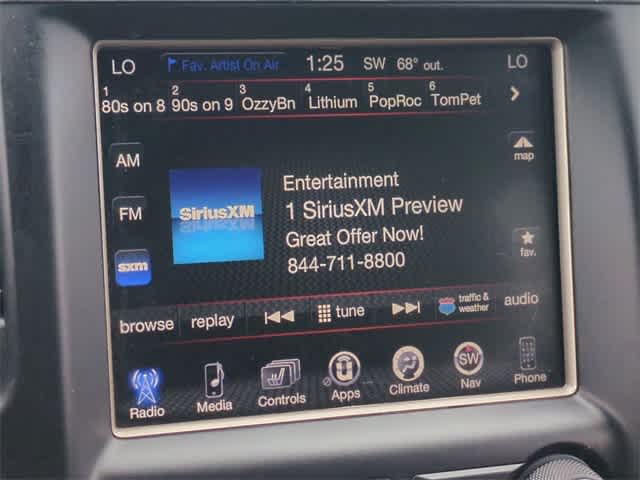 LO Fav. Artist On Air 1:25 SW 68° out. LO
1 2 3 4 5 6
80s on 8 90s on 9 OzzyBn Lithium PopRoc TomPet
AM
map
Entertainment
SiriusXM
1 SiriusXM Preview
FM
Great Offer Now!
fav.
sxm
844-711-8800
browse replay tune traffic & weather audio
SW
Radio Media Controls Apps Climate Nav Phone